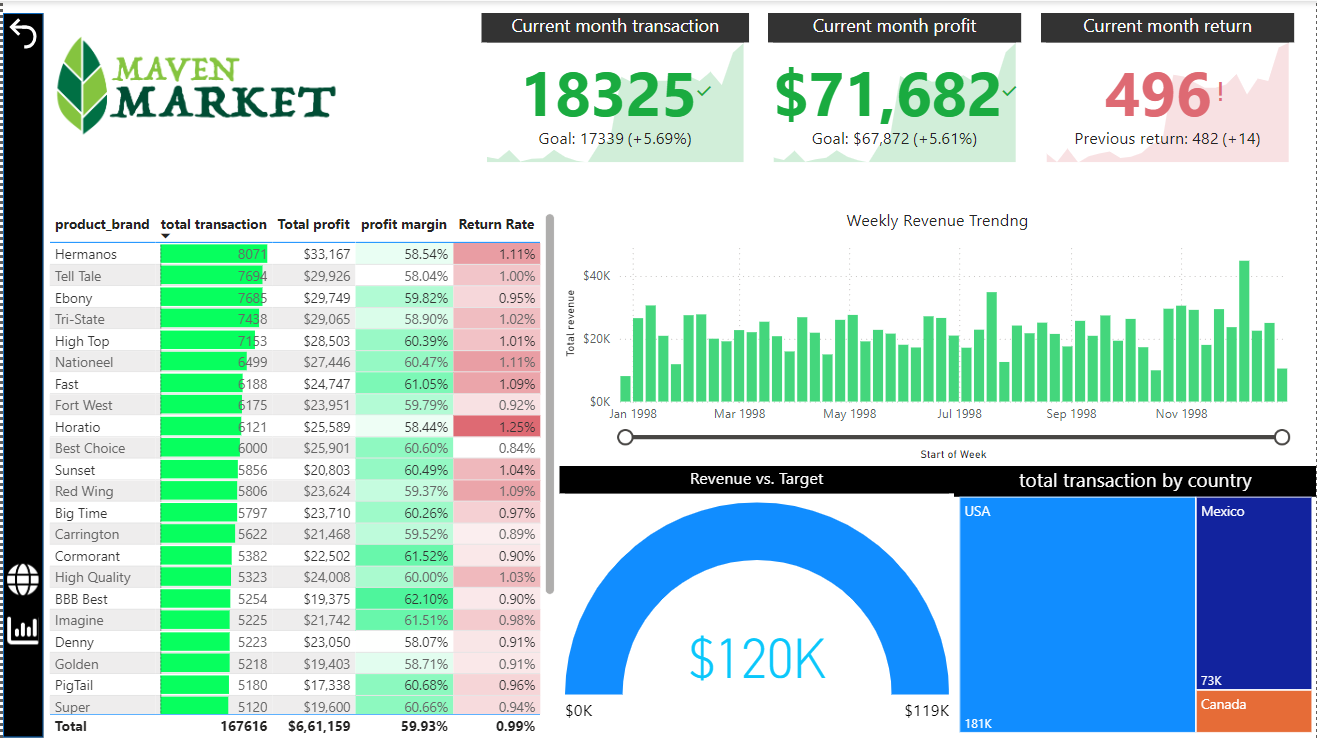 Current month transaction
Current month profit
Current month return
MAVEN
MARKET
18325
$71,682
496!
Goal: 17339 (+5.69%)
Goal: $67,872 (+5.61%)
Previous return: 482 (+14)
product_brand total transaction Total profit profit margin Return Rate
Hermanos 8071 $33,167 58.54% 1.11%
Tell Tale 7694 $29,926 58.04% 1.00%
Ebony 7685 $29,749 59.82% 0.95%
Tri-State 7438 $29,065 58.90% 1.02%
High Top 7153 $28,503 60.39% 1.01%
Nationeel 6499 $27,446 60.47% 1.11%
Fast 6188 $24,747 61.05% 1.09%
Fort West 6175 $23,951 59.79% 0.92%
Horatio 6121 $25,589 58.44% 1.25%
Best Choice 6000 $25,901 60.60% 0.84%
Sunset 5856 $20,803 60.49% 1.04%
Red Wing 5806 $23,624 59.37% 1.09%
Big Time 5797 $23,710 60.26% 0.97%
Carrington 5622 $21,468 59.52% 0.89%
Cormorant 5382 $22,502 61.52% 0.90%
High Quality 5323 $24,008 60.00% 1.03%
BBB Best 5254 $19,375 62.10% 0.90%
Imagine 5225 $21,742 61.51% 0.98%
Denny 5223 $23,050 58.07% 0.91%
Golden 5218 $19,403 58.71% 0.91%
PigTail 5180 $17,338 60.68% 0.96%
Super 5120 $19,600 60.66% 0.94%
Total 167616 $6,61,159 59.93% 0.99%
Weekly Revenue Trendng
Total revenue
$40K
$20K
$0K
Jan 1998 Mar 1998 May 1998 Jul 1998 Sep 1998 Nov 1998
Start of Week
Revenue vs. Target
$120K
$0K
$119K
total transaction by country
USA
181K
Mexico
73K
Canada